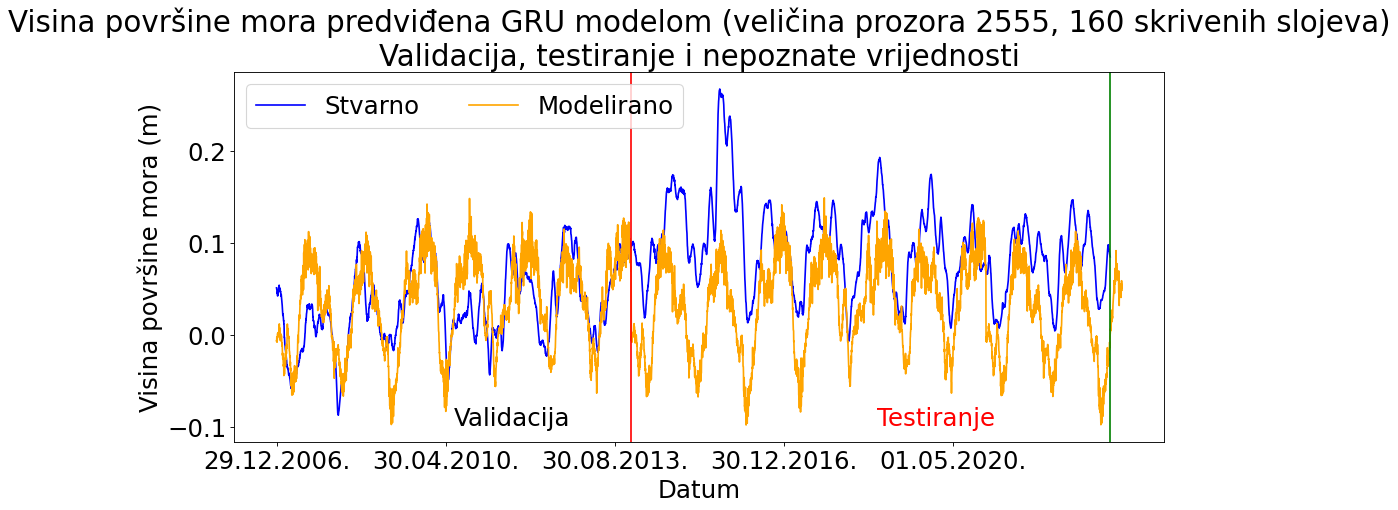 Visina površine mora predviđena GRU modelom (veličina prozora 2555, 160 skrivenih slojeva)
Validacija, testiranje i nepoznate vrijednosti
Stvarno
Modelirano
Visina površine mora (m)
0.2
0.1
0.0
−0.1
Validacija
Testiranje
29.12.2006.
30.04.2010.
30.08.2013.
30.12.2016.
01.05.2020.
Datum